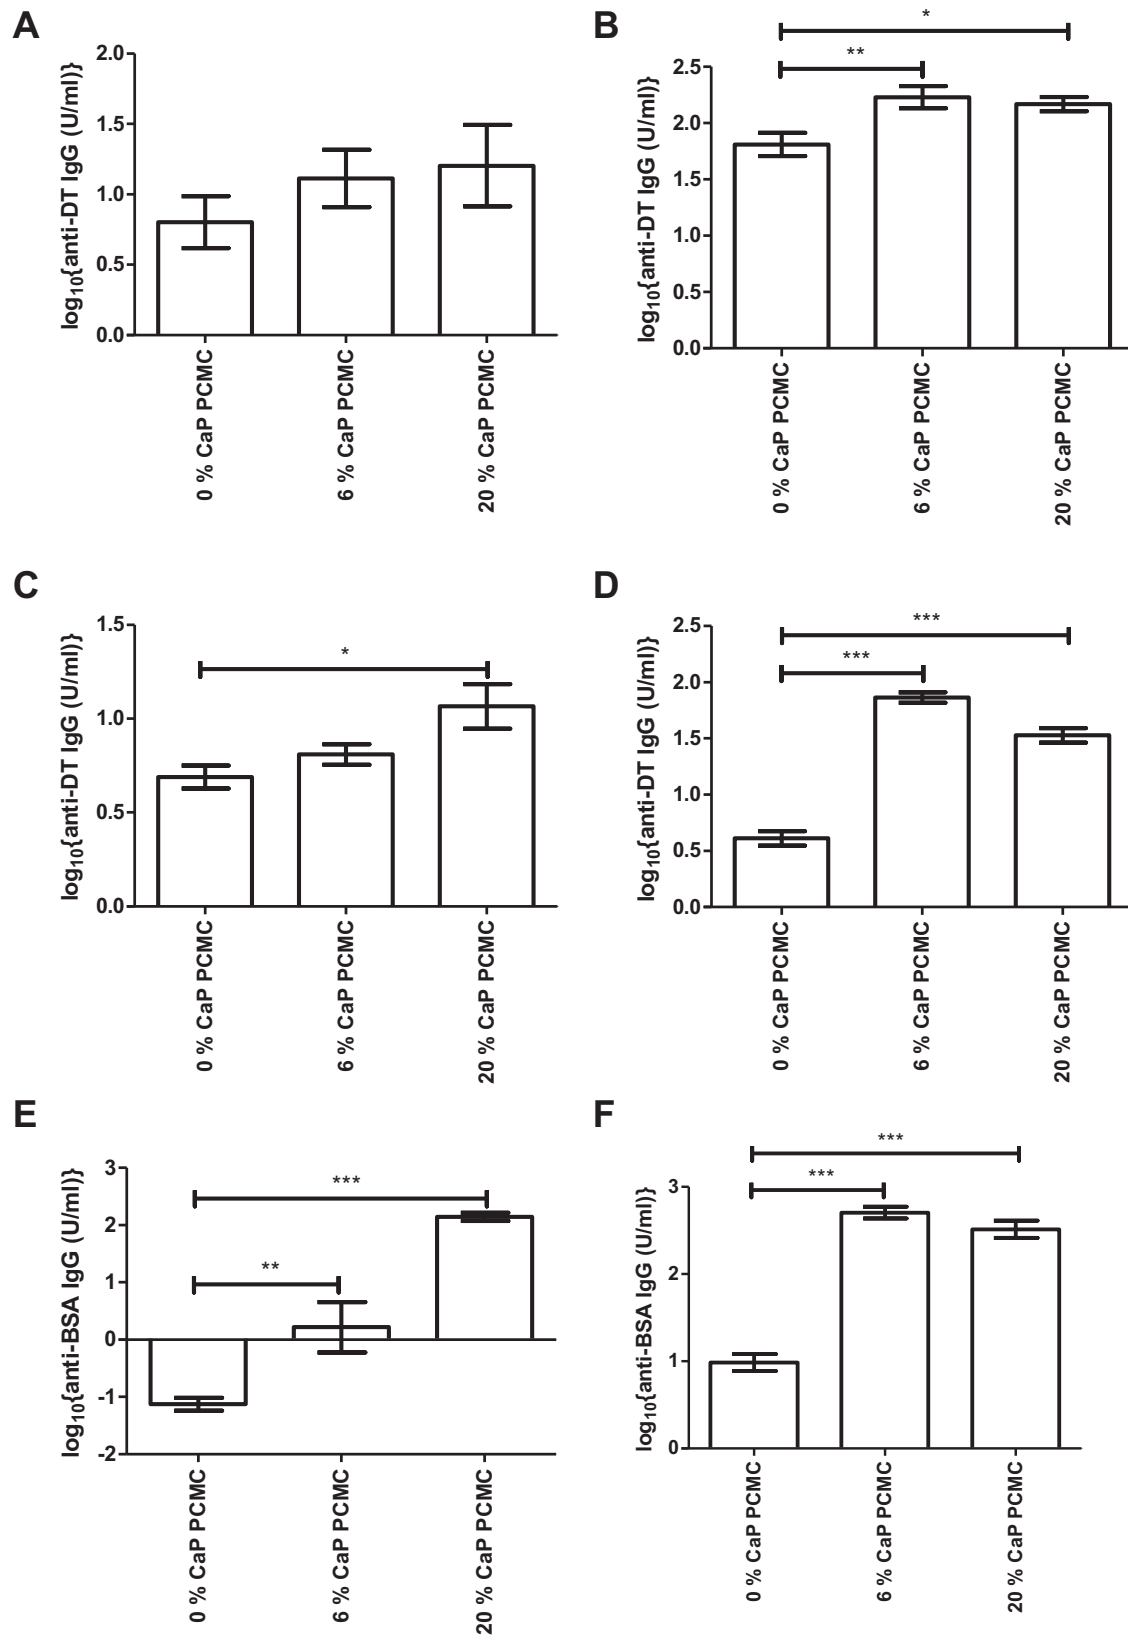 A
log10{anti-DT IgG (U/ml)}
2.0
1.5
1.0
0.5
0.0
0 % CaP PCMC
6 % CaP PCMC
20 % CaP PCMC
B
log10{anti-DT IgG (U/ml)}
*
**
2.5
2.0
1.5
1.0
0.5
0.0
0 % CaP PCMC
6 % CaP PCMC
20 % CaP PCMC
C
log10{anti-DT IgG (U/ml)}
*
1.5
1.0
0.5
0.0
0 % CaP PCMC
6 % CaP PCMC
20 % CaP PCMC
D
log10{anti-DT IgG (U/ml)}
***
***
2.5
2.0
1.5
1.0
0.5
0.0
0 % CaP PCMC
6 % CaP PCMC
20 % CaP PCMC
E
log10{anti-BSA IgG (U/ml)}
***
**
3
2
1
0
-1
-2
0 % CaP PCMC
6 % CaP PCMC
20 % CaP PCMC
F
log10{anti-BSA IgG (U/ml)}
***
***
3
2
1
0
0 % CaP PCMC
6 % CaP PCMC
20 % CaP PCMC